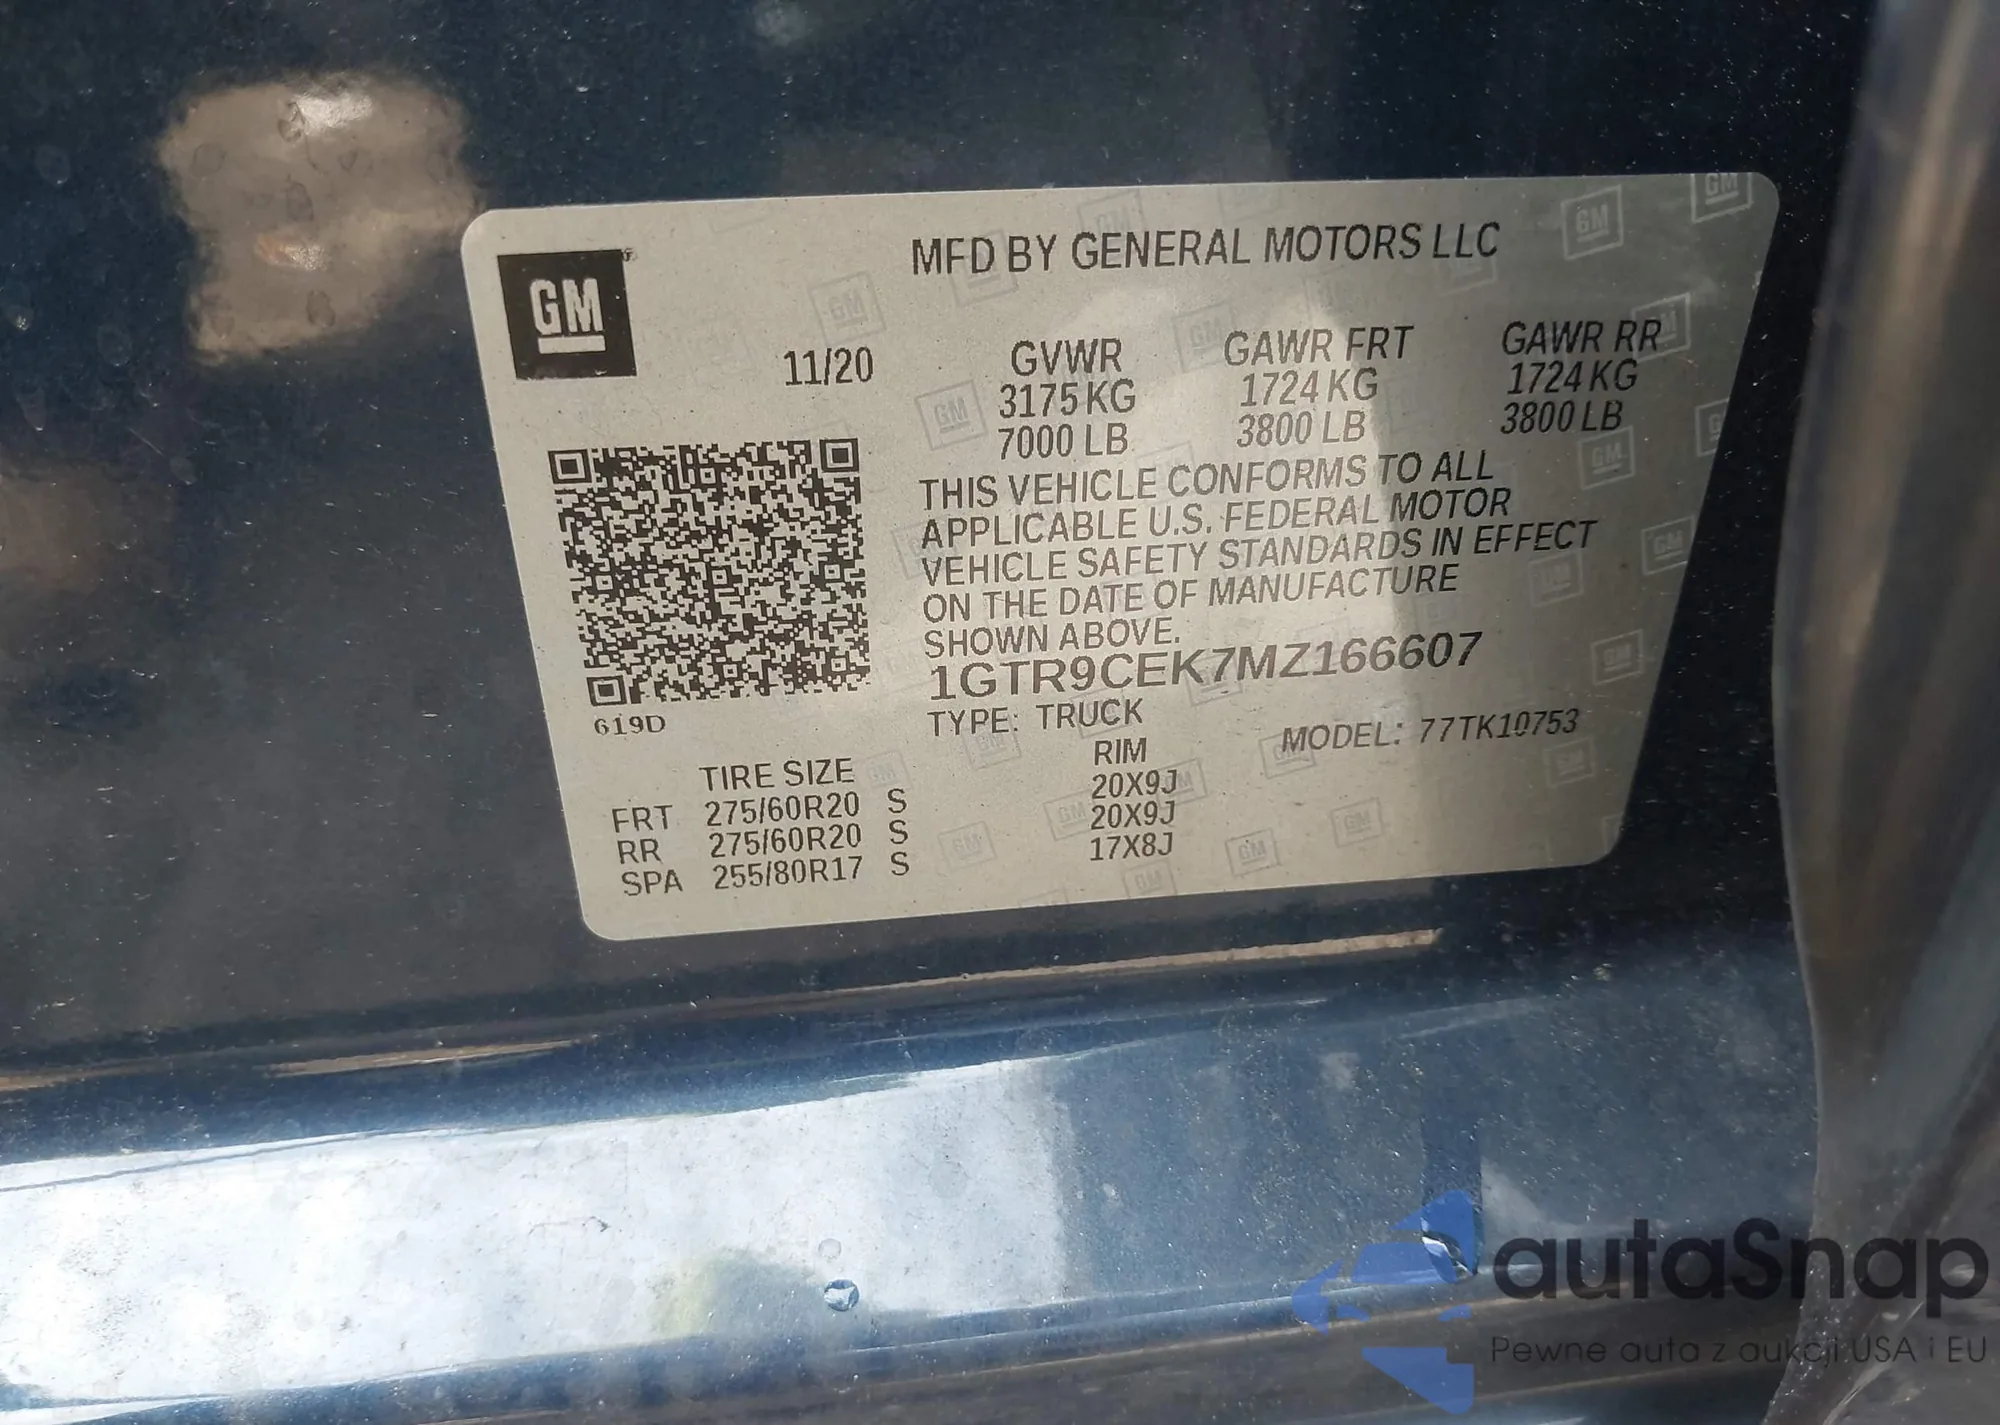 GM
MFD BY GENERAL MOTORS LLC
11/20
GVWR GAWR FRT GAWR RR
3175 KG 1724 KG 1724 KG
7000 LB 3800 LB 3800 LB
THIS VEHICLE CONFORMS TO ALL
APPLICABLE U.S. FEDERAL MOTOR
VEHICLE SAFETY STANDARDS IN EFFECT
ON THE DATE OF MANUFACTURE
SHOWN ABOVE.
1GTR9CEK7MZ166607
619D
TYPE: TRUCK MODEL: 77TK10753
TIRE SIZE RIM
FRT 275/60R20 S 20X9J
RR 275/60R20 S 20X9J
SPA 255/80R17 S 17X8J
autaSnap
Pewne auta z aukcji USA i EU